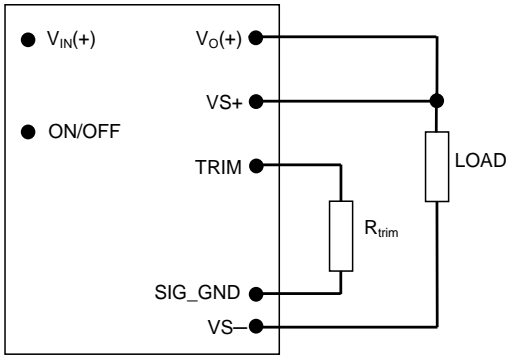 V_IN(+)
V_O(+)
VS+
ON/OFF
LOAD
TRIM
R_trim
SIG_GND
VS–